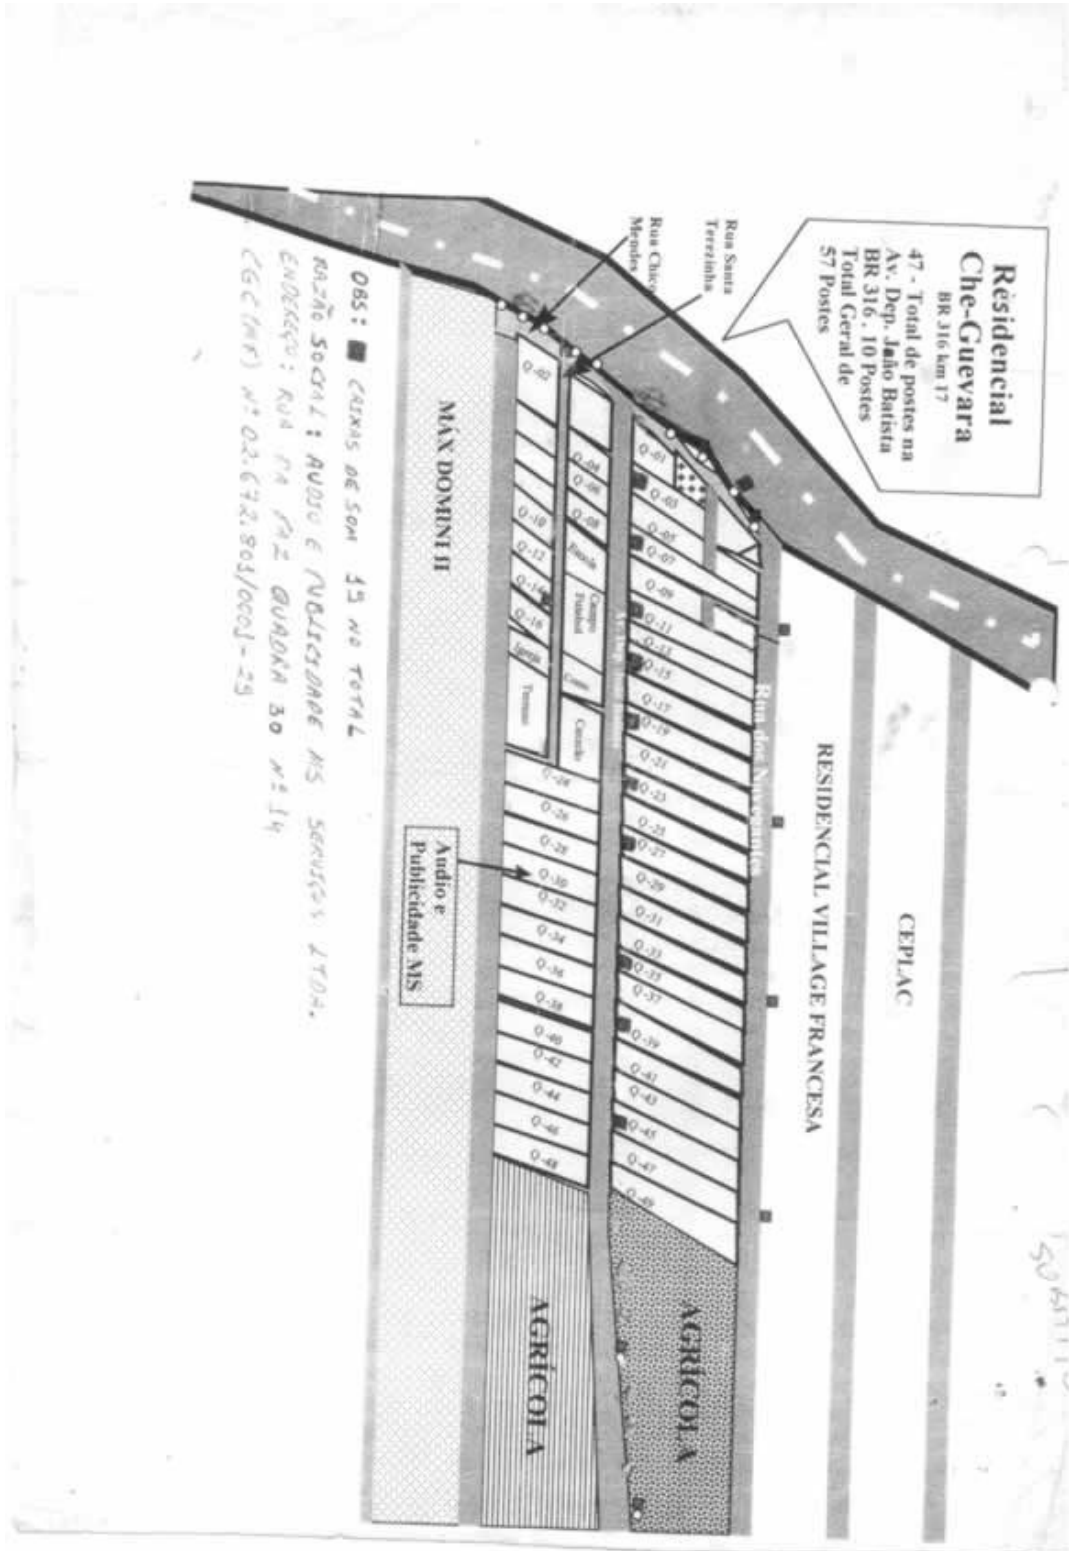 Residencial
Che-Guevara
BR 316 km 17
47 - Total de postes na
Av. Dep. João Batista
BR 316. 10 Postes
Total Geral de
57 Postes
CEPLAC
RESIDENCIAL VILLAGE FRANCESA
Rua dos
Rua Santa
Terezinha
Rua Chico
Mendes
Q-01
Q-03
Q-05
Q-07
Q-09
Q-11
Q-13
Q-15
Q-17
Q-19
Q-21
Q-23
Q-25
Q-27
Q-29
Q-31
Q-33
Q-35
Q-37
Q-39
Q-41
Q-43
Q-45
Q-47
Q-49
AGRÍCOLA
Q-04
Q-06
Q-08
Escola
Campo
Futebol
Q-02
Q-10
Q-12
Q-14
Q-16
Igreja
Terreno
Q-24
Q-26
Q-28
Q-30
Q-32
Q-34
Q-36
Q-38
Q-40
Q-42
Q-44
Q-46
Q-48
AGRÍCOLA
MAX DOMINI II
Audio e
Publicidade MS
OBS: CAIXAS DE SOM 19 NO TOTAL
RAZÃO SOCIAL: AUDIO E PUBLICIDADE MS SERVIÇOS LTDA.
ENDEREÇO: RUA DA PAZ QUADRA 30 Nº 14
CGC (MF) Nº 02.672.803/0001-29